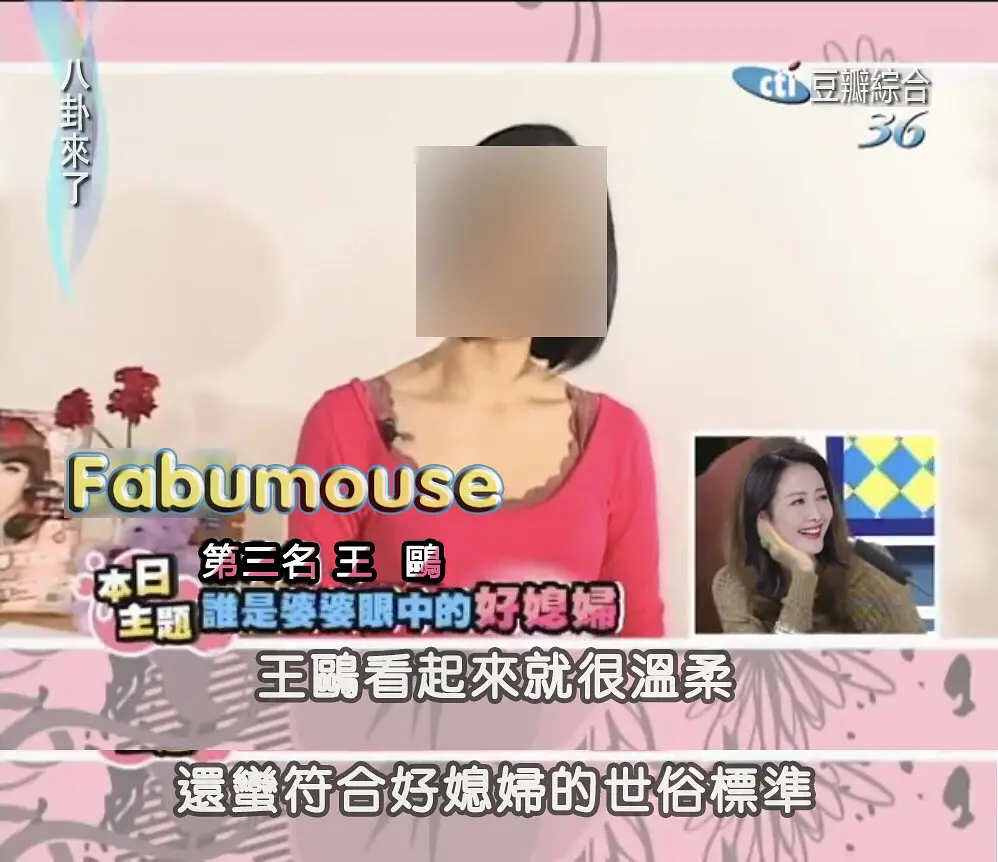 八卦來了
cti 豆瓣綜合
36
Fabumouse
第三名 王 鷗
本日
主題
誰是婆婆眼中的好媳婦
王鷗看起來就很溫柔
還蠻符合好媳婦的世俗標準